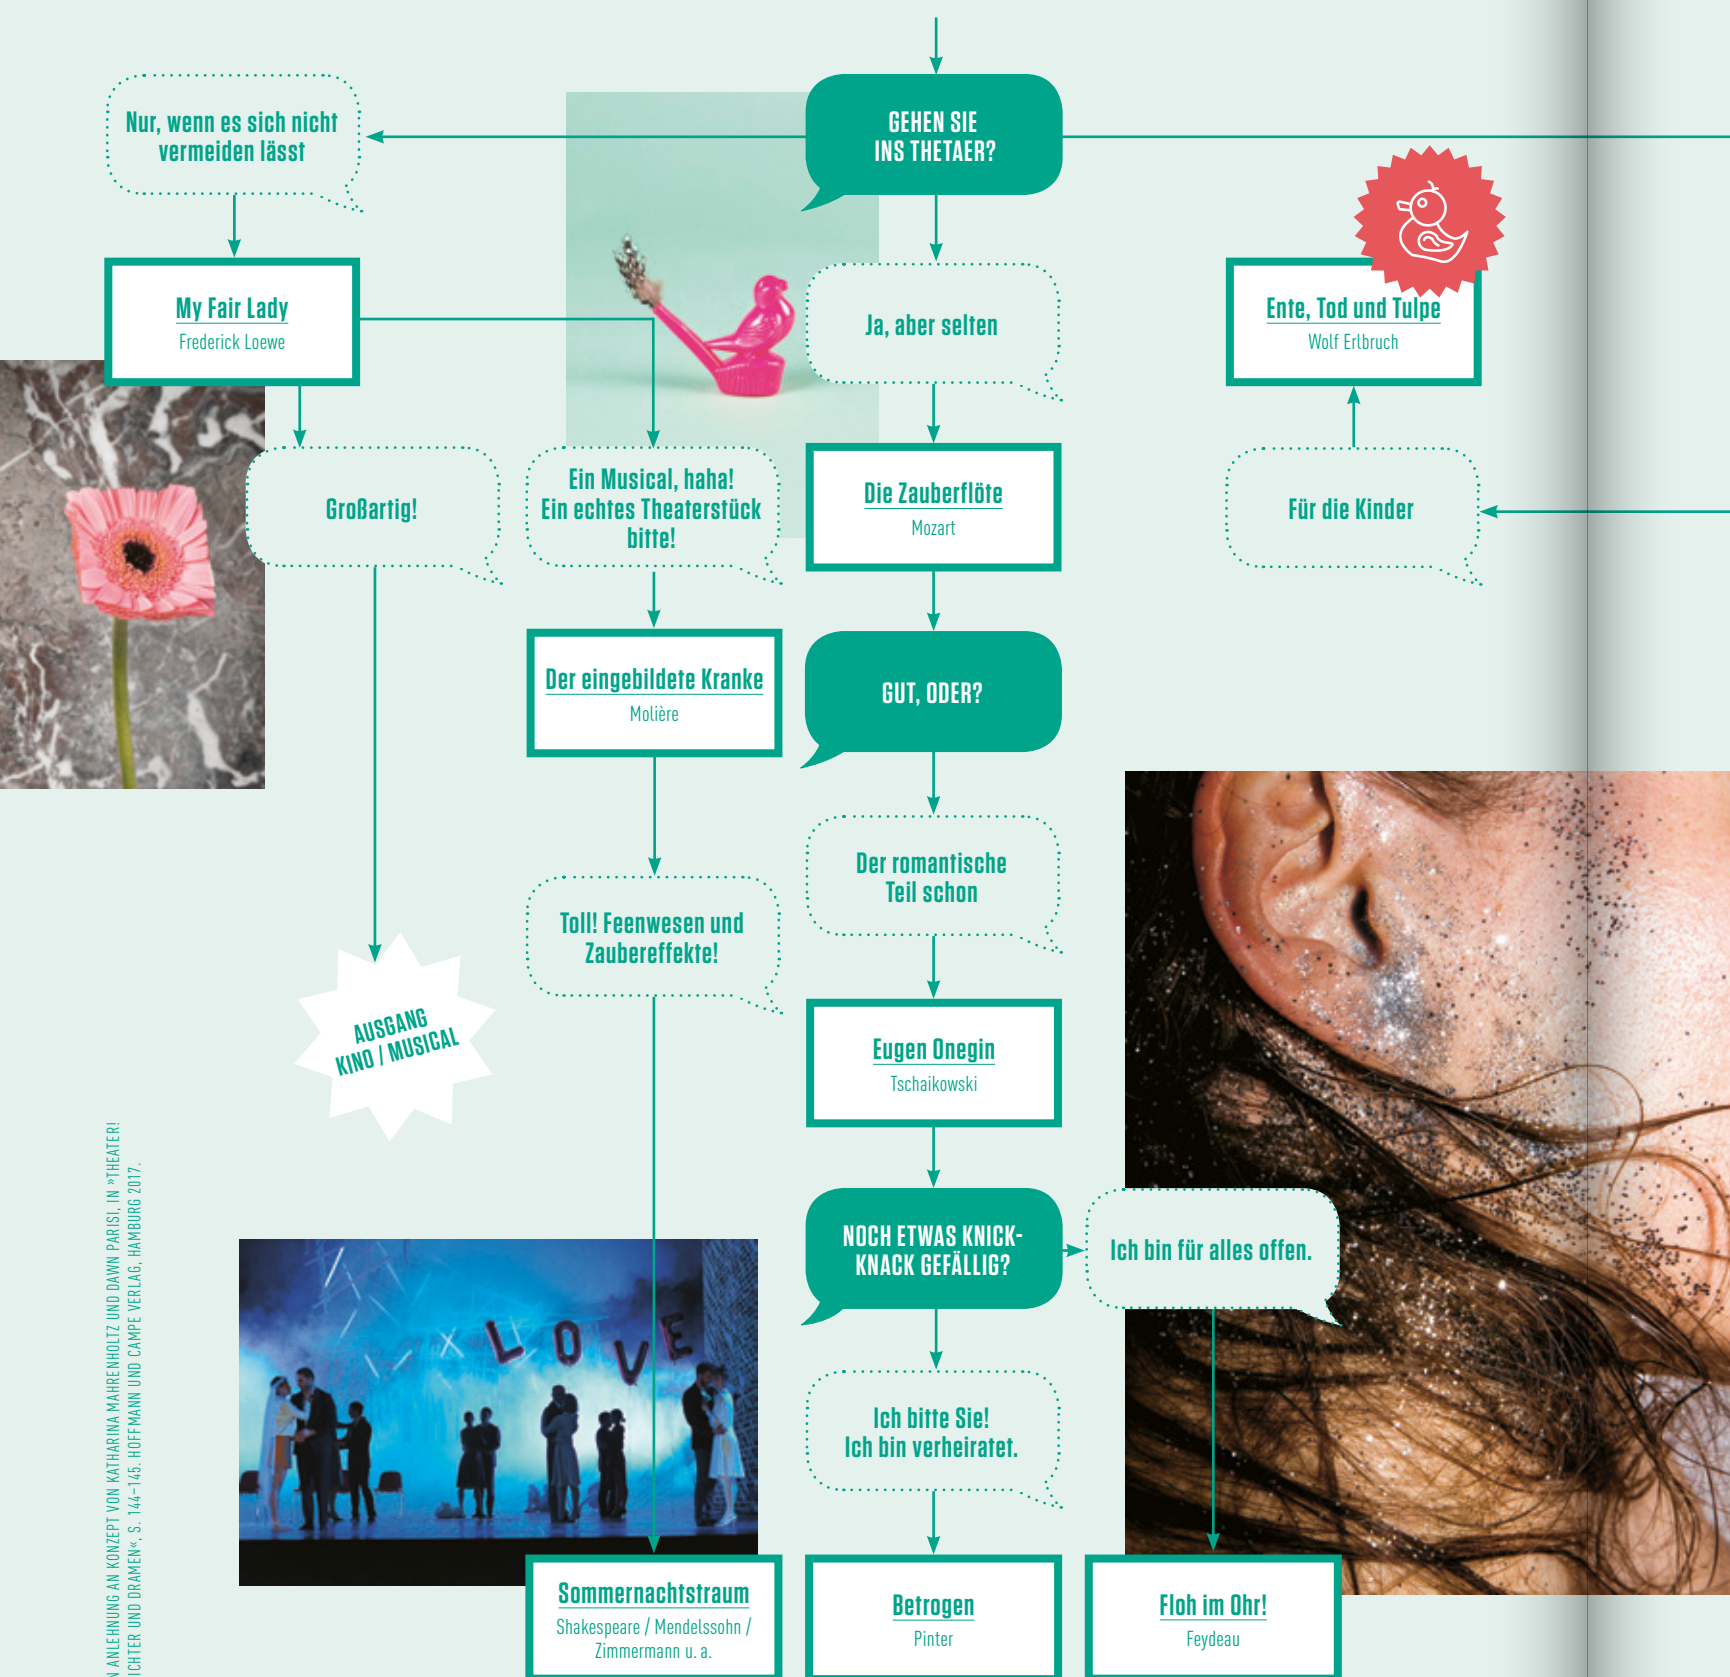 GEHEN SIE
INS THETAER?
Nur, wenn es sich nicht
vermeiden lässt
My Fair Lady
Frederick Loewe
Ja, aber selten
Ente, Tod und Tulpe
Wolf Erlbruch
Großartig!
Ein Musical, haha!
Ein echtes Theaterstück
bitte!
Die Zauberflöte
Mozart
Für die Kinder
Der eingebildete Kranke
Molière
GUT, ODER?
Der romantische
Teil schon
Toll! Feenwesen und
Zaubereffekte!
AUSGANG
KINO / MUSICAL
Eugen Onegin
Tschaikowski
NOCH ETWAS KNICK-
KNACK GEFÄLLIG?
Ich bin für alles offen.
LOVE
Ich bitte Sie!
Ich bin verheiratet.
Sommernachtstraum
Shakespeare / Mendelssohn /
Zimmermann u. a.
Betrogen
Pinter
Floh im Ohr!
Feydeau
N ANLEHNUNG AN KONZEPT VON KATHARINA MAHRENHOLTZ UND DAWN PARISI, IN »THEATER!
ICHTER UND DRAMEN«, S. 144–145. HOFFMANN UND CAMPE VERLAG, HAMBURG 2017.